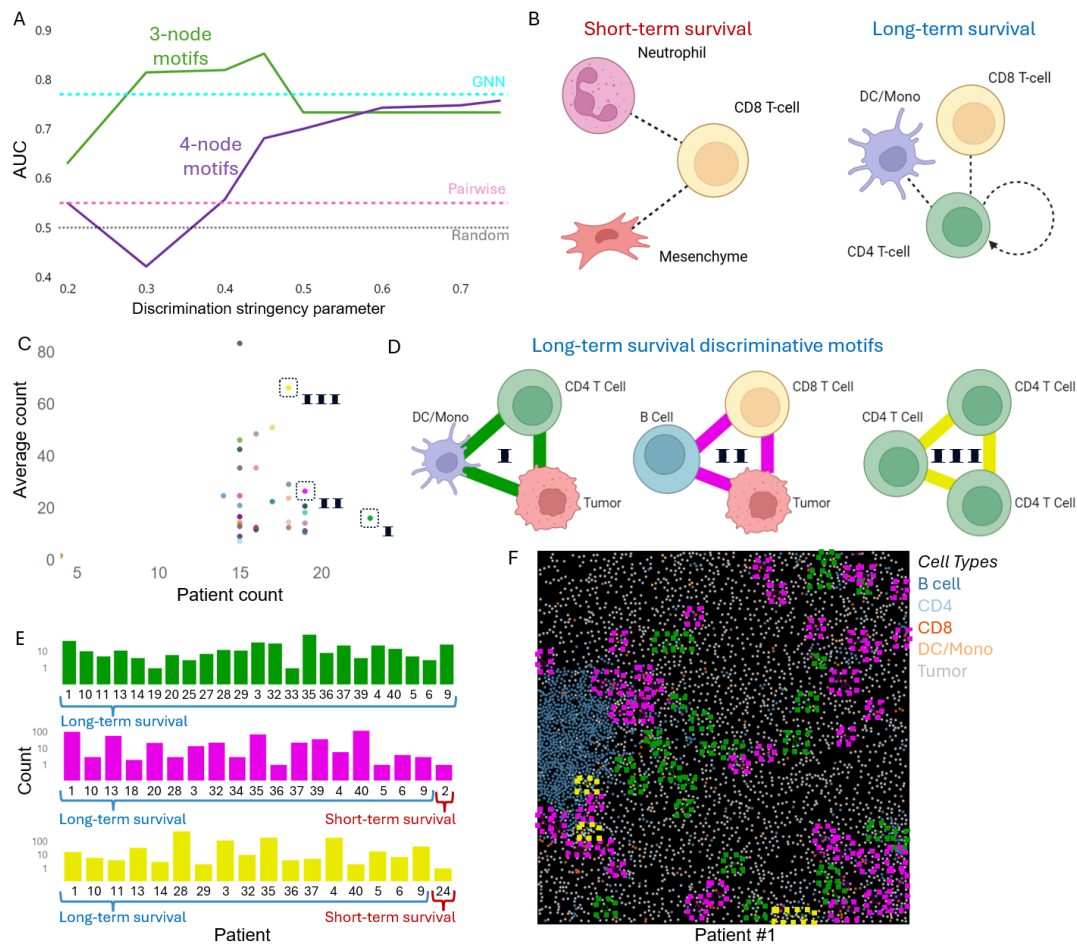 A
0.9
0.8
0.7
0.6
0.5
0.4
AUC
3-node
motifs
4-node
motifs
GNN
Pairwise
Random
0.2 0.3 0.4 0.5 0.6 0.7
Discrimination stringency parameter
B
Short-term survival
Neutrophil
CD8 T-cell
Mesenchyme
Long-term survival
CD8 T-cell
DC/Mono
CD4 T-cell
C
80
60
40
20
0
Average count
III
II
I
5 10 15 20
Patient count
D
Long-term survival discriminative motifs
CD4 T Cell
DC/Mono
I
Tumor
CD8 T Cell
B Cell
II
Tumor
CD4 T Cell
CD4 T Cell
III
CD4 T Cell
E
Count
10
1
1 10 11 13 14 19 20 25 27 28 29 3 32 33 35 36 37 39 4 40 5 6 9
Long-term survival
100
10
1
1 10 13 18 20 28 3 32 34 35 36 37 39 4 40 5 6 9 2
Long-term survival Short-term survival
100
10
1
1 10 11 13 14 28 29 3 32 35 36 37 4 40 5 6 9 24
Long-term survival Short-term survival
Patient
F
Cell Types
B cell
CD4
CD8
DC/Mono
Tumor
Patient #1